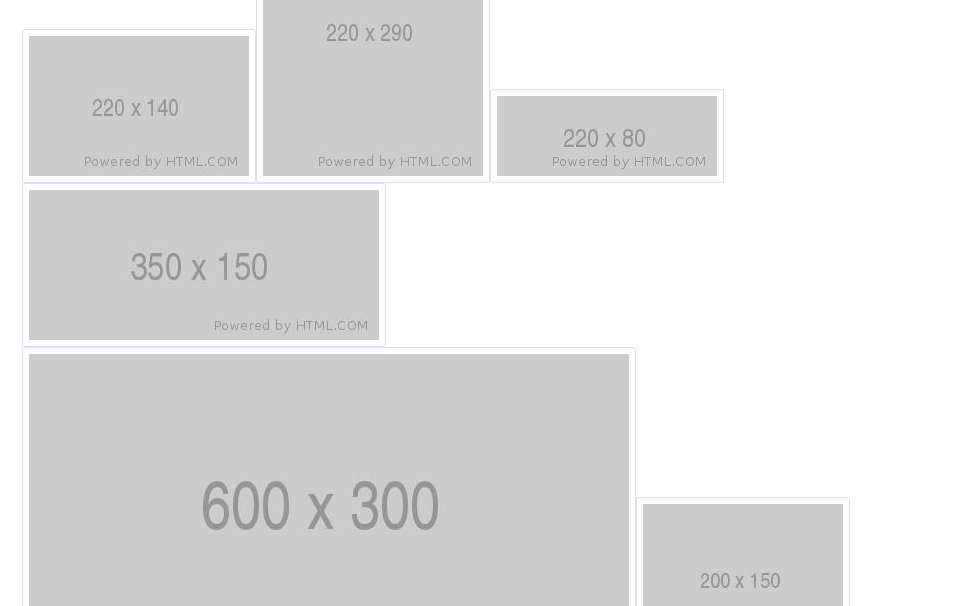 220 x 290
220 x 140
Powered by HTML.COM
Powered by HTML.COM
220 x 80
Powered by HTML.COM
350 x 150
Powered by HTML.COM
600 x 300
200 x 150